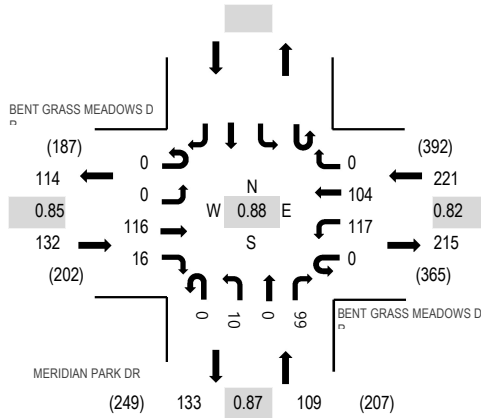 BENT GRASS MEADOWS D
R
(187) (392)
0 0
114 221
0 N 104
0.85 W 0.88 E 0.82
116 117
132 S 215
16 0
(202) (365)
0 10 0 99
BENT GRASS MEADOWS D
R
MERIDIAN PARK DR
(249) 133 0.87 109 (207)